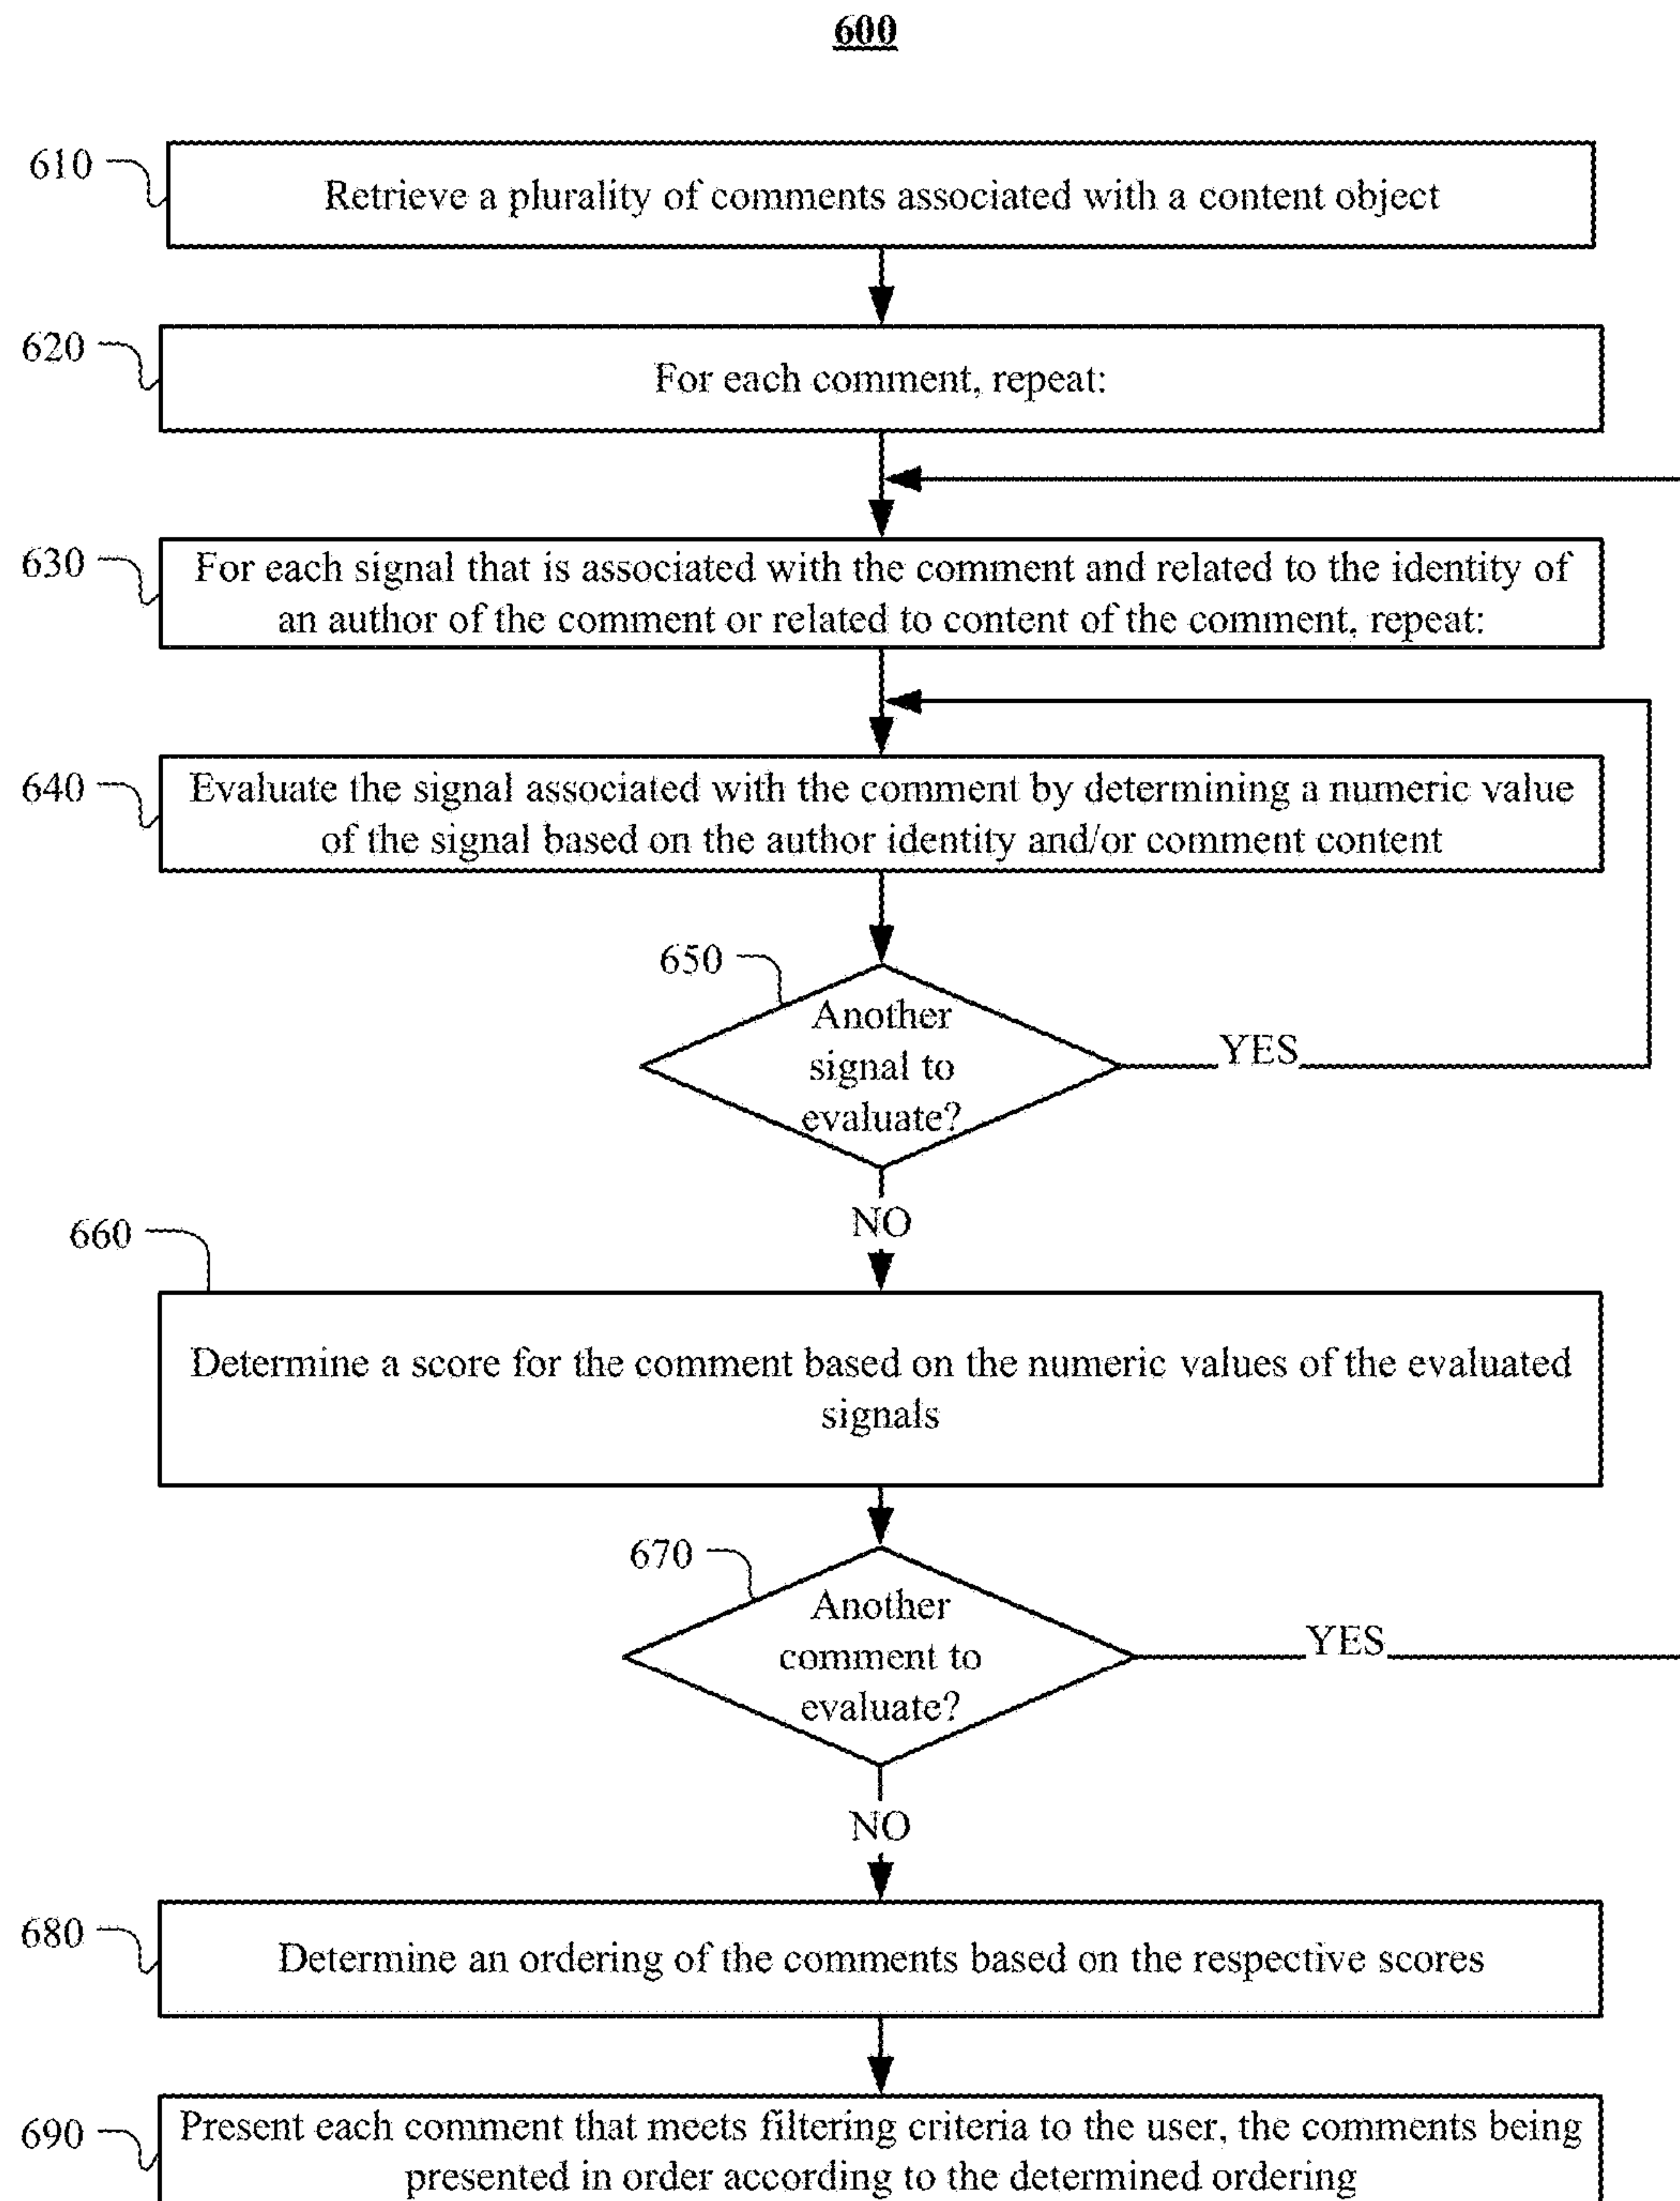 600
610
Retrieve a plurality of comments associated with a content object
620
For each comment, repeat:
630
For each signal that is associated with the comment and related to the identity of
an author of the comment or related to content of the comment, repeat:
640
Evaluate the signal associated with the comment by determining a numeric value
of the signal based on the author identity and/or comment content
650
Another
signal to
evaluate?
YES
NO
660
Determine a score for the comment based on the numeric values of the evaluated
signals
670
Another
comment to
evaluate?
YES
NO
680
Determine an ordering of the comments based on the respective scores
690
Present each comment that meets filtering criteria to the user, the comments being
presented in order according to the determined ordering